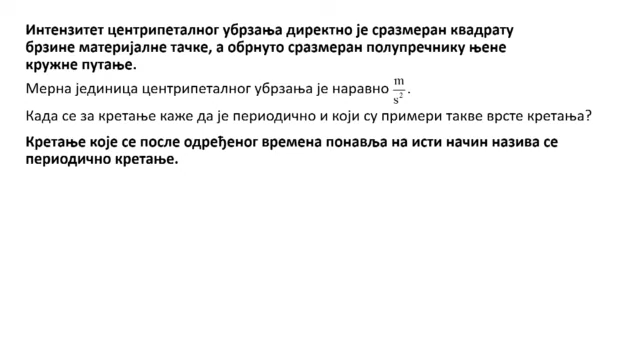 Интензитет центрипеталног убрзања директно је сразмеран квадрату
брзине материјалне тачке, а обрнуто сразмеран полупречнику њене
кружне путање.
Мерна јединица центрипеталног убрзања је наравно m/s².
Када се за кретање каже да је периодично и који су примери такве врсте кретања?
Кретање које се после одређеног времена понавља на исти начин назива се
периодично кретање.